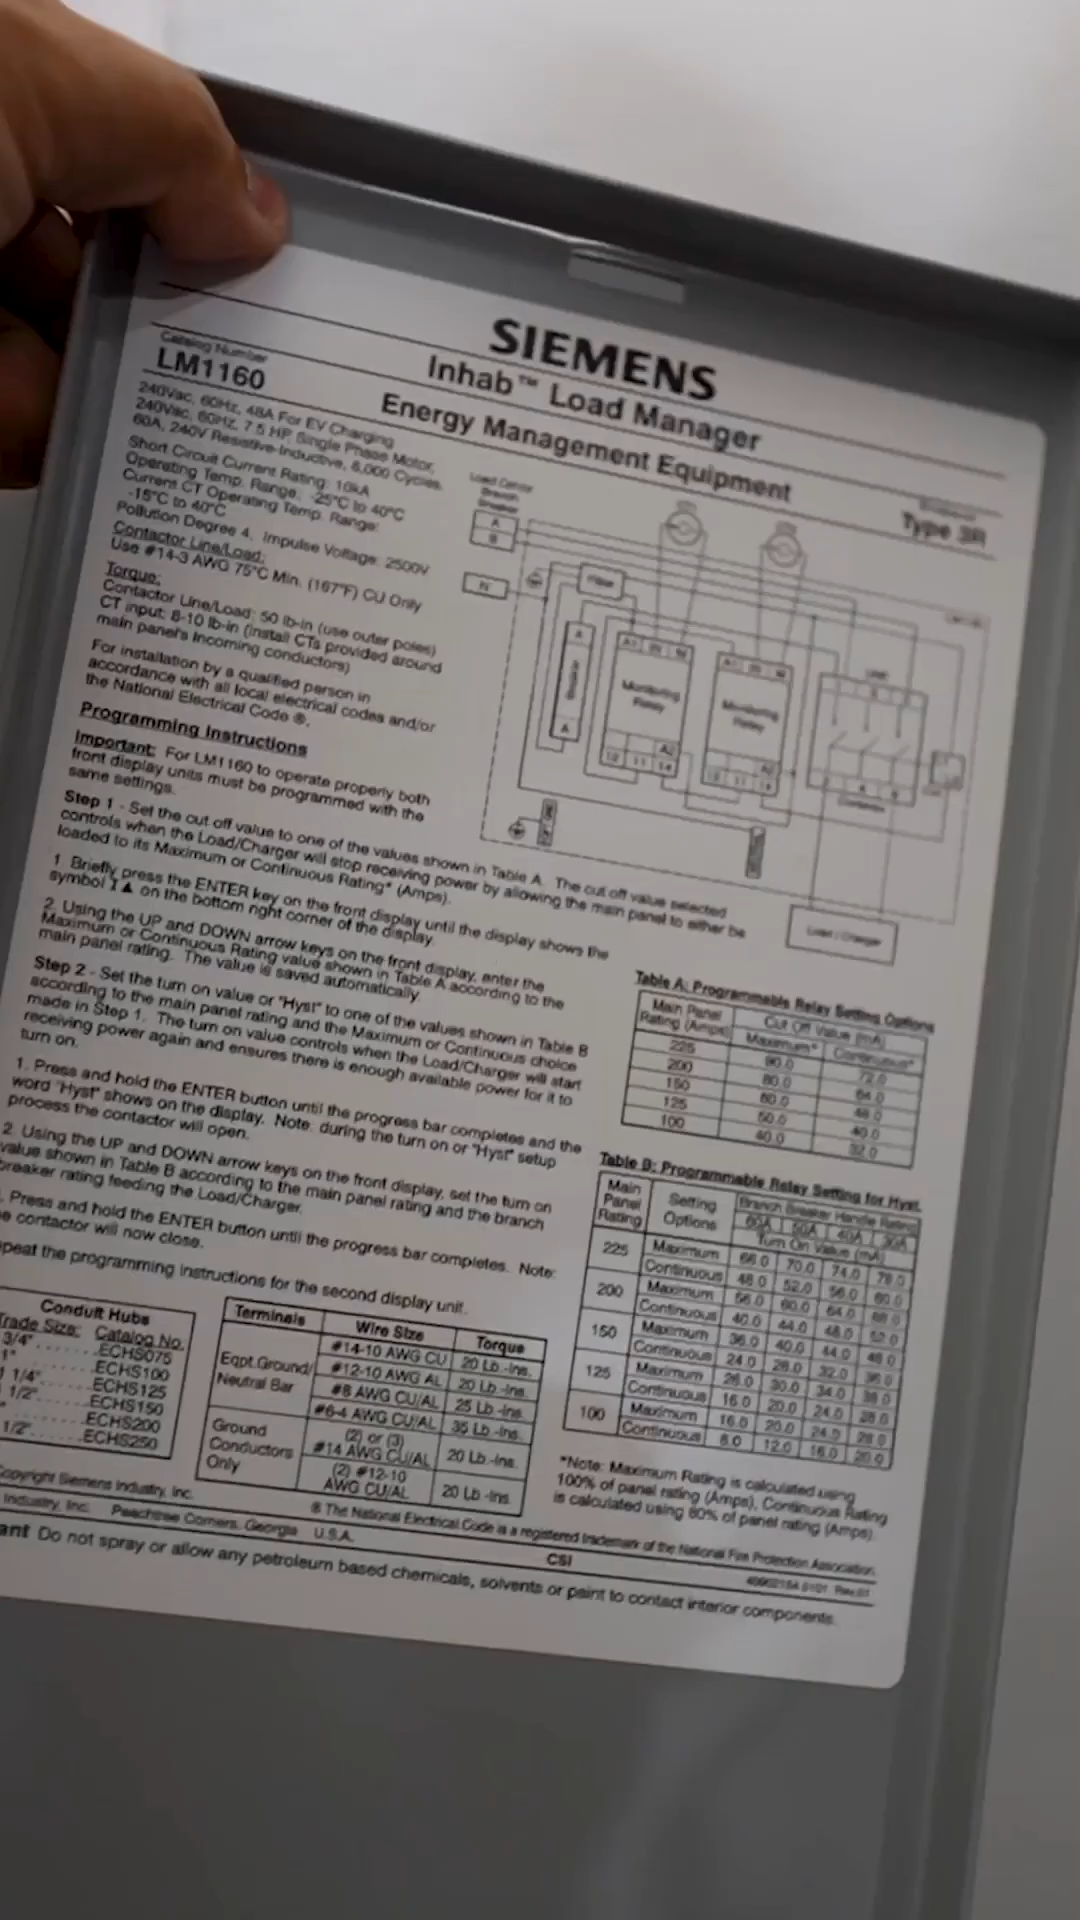 SIEMENS
Inhab™ Load Manager
Energy Management Equipment
Catalog Number
LM1160
Type 3R
240Vac, 60Hz, 48A For EV Charging
240Vac, 60Hz, 7.5 HP, Single Phase Motor,
60A, 240V Resistive-Inductive, 6,000 Cycles.
Short Circuit Current Rating: 10kA
Operating Temp. Range: -25°C to 40°C
Current CT Operating Temp. Range:
-15°C to 40°C
Pollution Degree 4, Impulse Voltage: 2500V
Contactor Line/Load:
Use #14-3 AWG 75°C Min. (167°F) CU Only
Torque:
Contactor Line/Load: 50 lb-in (use outer poles)
CT input: 8-10 lb-in (install CTs provided around
main panel's incoming conductors)
For installation by a qualified person in
accordance with all local electrical codes and/or
the National Electrical Code ®.
Load Center
Branch
Breaker
A
B
N
A
A
Monitoring
Relay
Monitoring
Relay
Load / Charger
Programming Instructions
Important: For LM1160 to operate properly both
front display units must be programmed with the
same settings.
Step 1 - Set the cut off value to one of the values shown in Table A. The cut off value selected
controls when the Load/Charger will stop receiving power by allowing the main panel to either be
loaded to its Maximum or Continuous Rating* (Amps).
1. Briefly press the ENTER key on the front display until the display shows the
symbol ▲ on the bottom right corner of the display.
2. Using the UP and DOWN arrow keys on the front display, enter the
Maximum or Continuous Rating value shown in Table A according to the
main panel rating. The value is saved automatically.
Step 2 - Set the turn on value or "Hyst" to one of the values shown in Table B
according to the main panel rating and the Maximum or Continuous choice
made in Step 1. The turn on value controls when the Load/Charger will start
receiving power again and ensures there is enough available power for it to
turn on.
1. Press and hold the ENTER button until the progress bar completes and the
word "Hyst" shows on the display. Note: during the turn on or "Hyst" setup
process the contactor will open.
2. Using the UP and DOWN arrow keys on the front display, set the turn on
value shown in Table B according to the main panel rating and the branch
breaker rating feeding the Load/Charger.
. Press and hold the ENTER button until the progress bar completes. Note:
e contactor will now close.
peat the programming instructions for the second display unit.
Table A: Programmable Relay Setting Options
Main Panel Rating (Amps) Cut Off Value (mA)
Maximum* Continuous*
225 90.0 72.0
200 80.0 64.0
150 60.0 48.0
125 50.0 40.0
100 40.0 32.0
Table B: Programmable Relay Setting for Hyst.
Main Panel Rating Setting Options Branch Breaker Handle Rating
60A 50A 40A 30A
Turn On Value (mA)
225 Maximum 66.0 70.0 74.0 78.0
Continuous 48.0 52.0 56.0 60.0
200 Maximum 56.0 60.0 64.0 68.0
Continuous 40.0 44.0 48.0 52.0
150 Maximum 36.0 40.0 44.0 48.0
Continuous 24.0 28.0 32.0 36.0
125 Maximum 26.0 30.0 34.0 38.0
Continuous 16.0 20.0 24.0 28.0
100 Maximum 16.0 20.0 24.0 28.0
Continuous 8.0 12.0 16.0 20.0
*Note: Maximum Rating is calculated using
100% of panel rating (Amps), Continuous Rating
is calculated using 80% of panel rating (Amps).
Conduit Hubs
Trade Size: Catalog No.
3/4" ........ECHS075
1" ........ECHS100
1 1/4" ......ECHS125
1/2" ......ECHS150
" ........ECHS200
1/2" ......ECHS250
Terminals Wire Size Torque
Eqpt.Ground/ Neutral Bar #14-10 AWG CU 20 Lb.-Ins.
#12-10 AWG AL 20 Lb.-Ins.
#8 AWG CU/AL 25 Lb.-Ins.
#6-4 AWG CU/AL 35 Lb.-Ins.
Ground Conductors Only (2) or (3) #14 AWG CU/AL 20 Lb.-Ins.
(2) #12-10 AWG CU/AL 20 Lb.-Ins.
Copyright Siemens Industry, Inc.
Industry, Inc. Peachtree Corners, Georgia U.S.A.
® The National Electrical Code is a registered trademark of the National Fire Protection Association.
CSI
ant Do not spray or allow any petroleum based chemicals, solvents or paint to contact interior components.